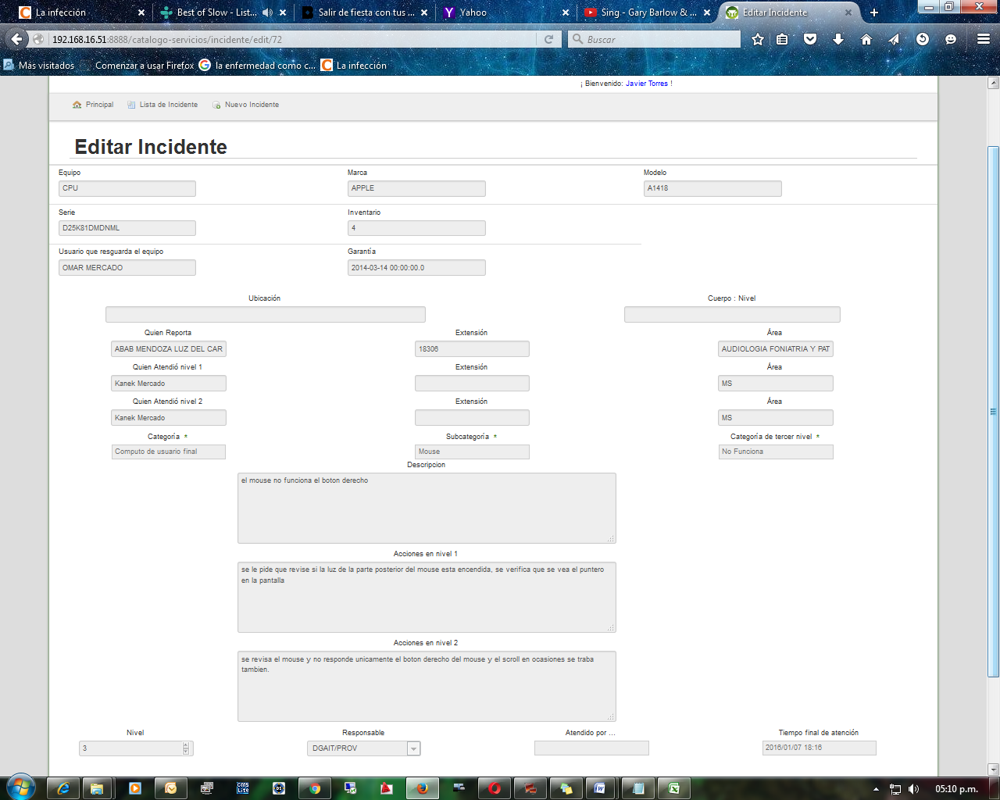 La infección
Best of Slow - List...
Salir de fiesta con tus ...
Yahoo
Sing - Gary Barlow & ...
Editar Incidente
192.168.16.51:8888/catalogo-servicios/incidente/edit/72
Buscar
Más visitados
Comenzar a usar Firefox
la enfermedad como c...
La infección
¡ Bienvenido: Javier Torres !
Principal
Lista de Incidente
Nuevo Incidente
Editar Incidente
Equipo
Marca
Modelo
CPU
APPLE
A1418
Serie
Inventario
D25K81DMDNML
4
Usuario que resguarda el equipo
Garantía
OMAR MERCADO
2014-03-14 00:00:00.0
Ubicación
Cuerpo : Nivel
Quien Reporta
Extensión
Área
ABAB MENDOZA LUZ DEL CAR
18306
AUDIOLOGIA FONIATRIA Y PAT
Quien Atendió nivel 1
Extensión
Área
Kanek Mercado
MS
Quien Atendió nivel 2
Extensión
Área
Kanek Mercado
MS
Categoría *
Subcategoría *
Categoría de tercer nivel *
Computo de usuario final
Mouse
No Funciona
Descripcion
el mouse no funciona el boton derecho
Acciones en nivel 1
se le pide que revise si la luz de la parte posterior del mouse esta encendida, se verifica que se vea el puntero
en la pantalla
Acciones en nivel 2
se revisa el mouse y no responde unicamente el boton derecho del mouse y el scroll en ocasiones se traba
tambien.
Nivel
Responsable
Atendido por ...
Tiempo final de atención
3
DGAIT/PROV
2016/01/07 18:16
CMS
Lite
05:10 p.m.